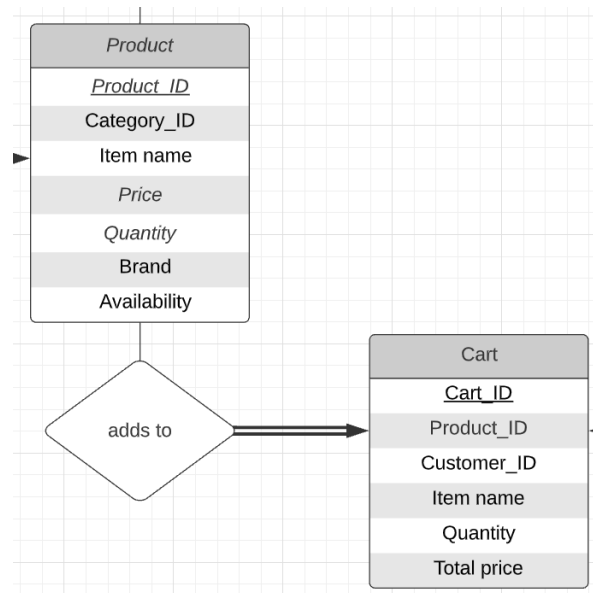 Product
Product_ID
Category_ID
Item name
Price
Quantity
Brand
Availability
adds to
Cart
Cart_ID
Product_ID
Customer_ID
Item name
Quantity
Total price